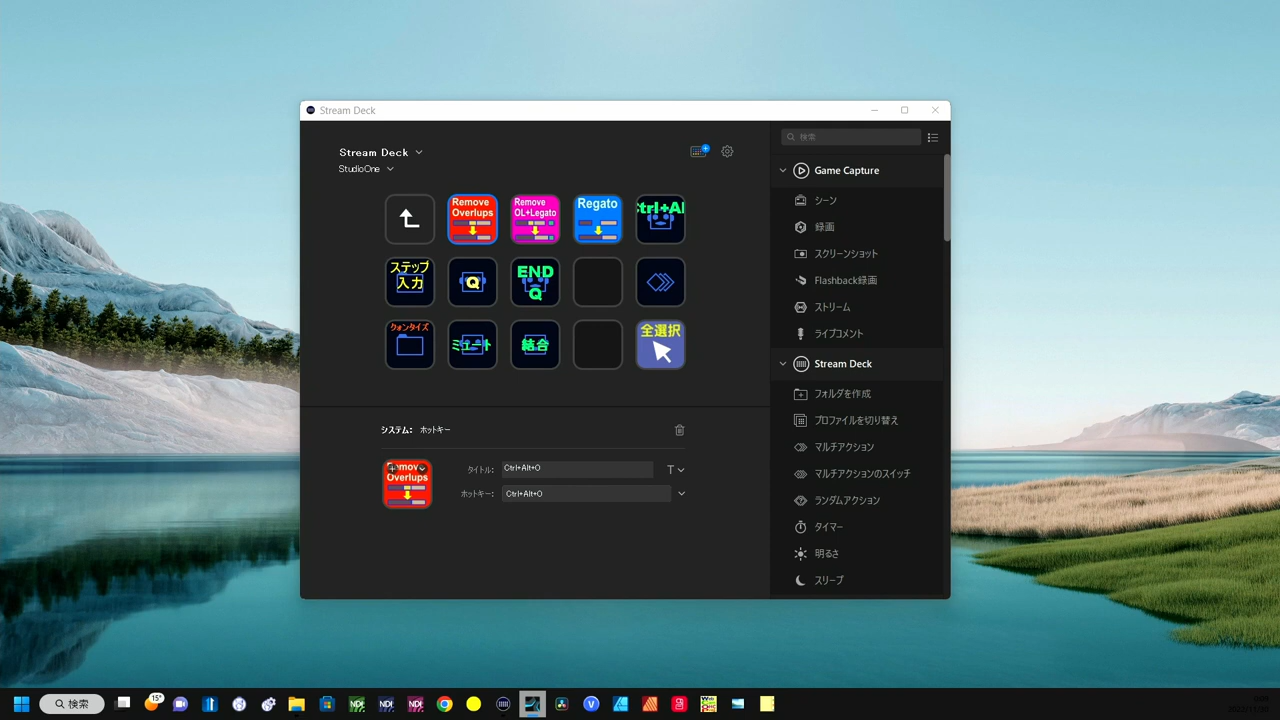 Stream Deck
Stream Deck
StudioOne
Remove
Overlups
Remove
OL+Legato
Regato
ステップ
入力
Q
END
Q
クォンタイズ
ミュート
結合
全選択
システム: ホットキー
Overlups
タイトル: Ctrl+Alt+O
T
ホットキー: Ctrl+Alt+O
検索
Game Capture
シーン
録画
スクリーンショット
Flashback録画
ストリーム
ライブコメント
Stream Deck
フォルダを作成
プロファイルを切り替え
マルチアクション
マルチアクションのスイッチ
ランダムアクション
タイマー
明るさ
スリープ
検索
15°